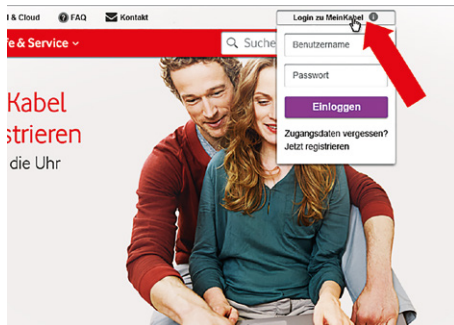 l & Cloud FAQ Kontakt Login zu MeinKabel
fe & Service
Suche
Benutzername
Passwort
Einloggen
Zugangsdaten vergessen?
Jetzt registrieren
Kabel
strieren
die Uhr